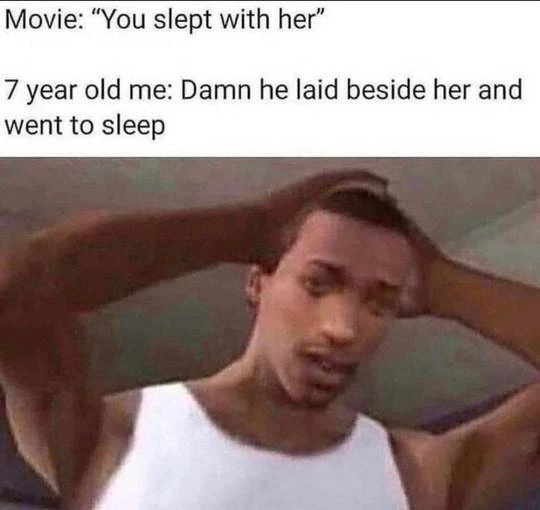 Movie: “You slept with her”
7 year old me: Damn he laid beside her and
went to sleep